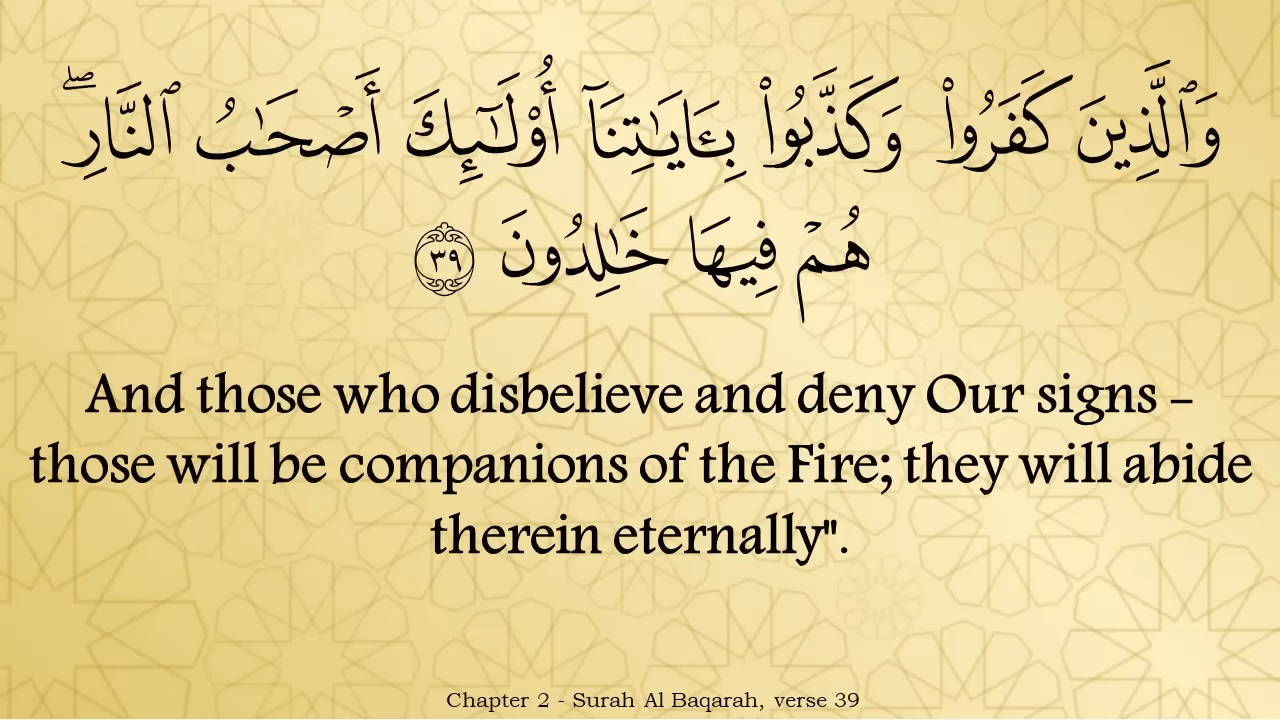 وَٱلَّذِينَ كَفَرُوا۟ وَكَذَّبُوا۟ بِـَٔايَـٰتِنَآ أُو۟لَـٰٓئِكَ أَصْحَـٰبُ ٱلنَّارِ ۖ
هُمْ فِيهَا خَـٰلِدُونَ ٣٩
And those who disbelieve and deny Our signs –
those will be companions of the Fire; they will abide
therein eternally".
Chapter 2 - Surah Al Baqarah, verse 39